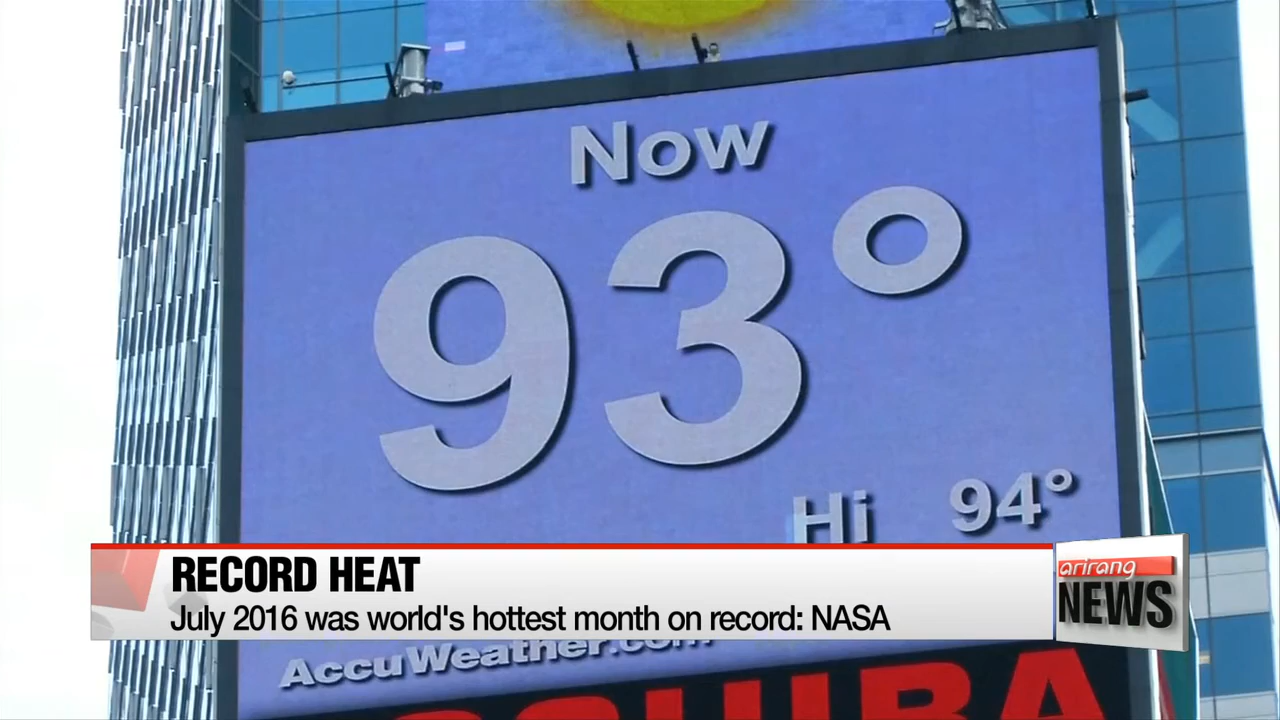 Now
93°
Hi 94°
RECORD HEAT
July 2016 was world's hottest month on record: NASA
arirang
NEWS
AccuWeather.com